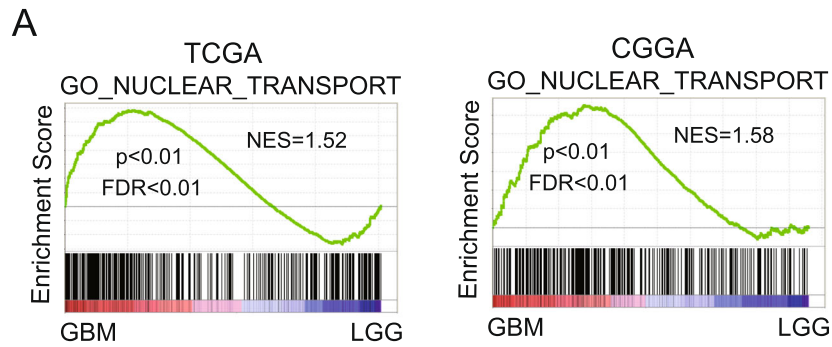 A
TCGA
GO_NUCLEAR_TRANSPORT
Enrichment Score
NES=1.52
p<0.01
FDR<0.01
GBM
LGG
CGGA
GO_NUCLEAR_TRANSPORT
Enrichment Score
NES=1.58
p<0.01
FDR<0.01
GBM
LGG